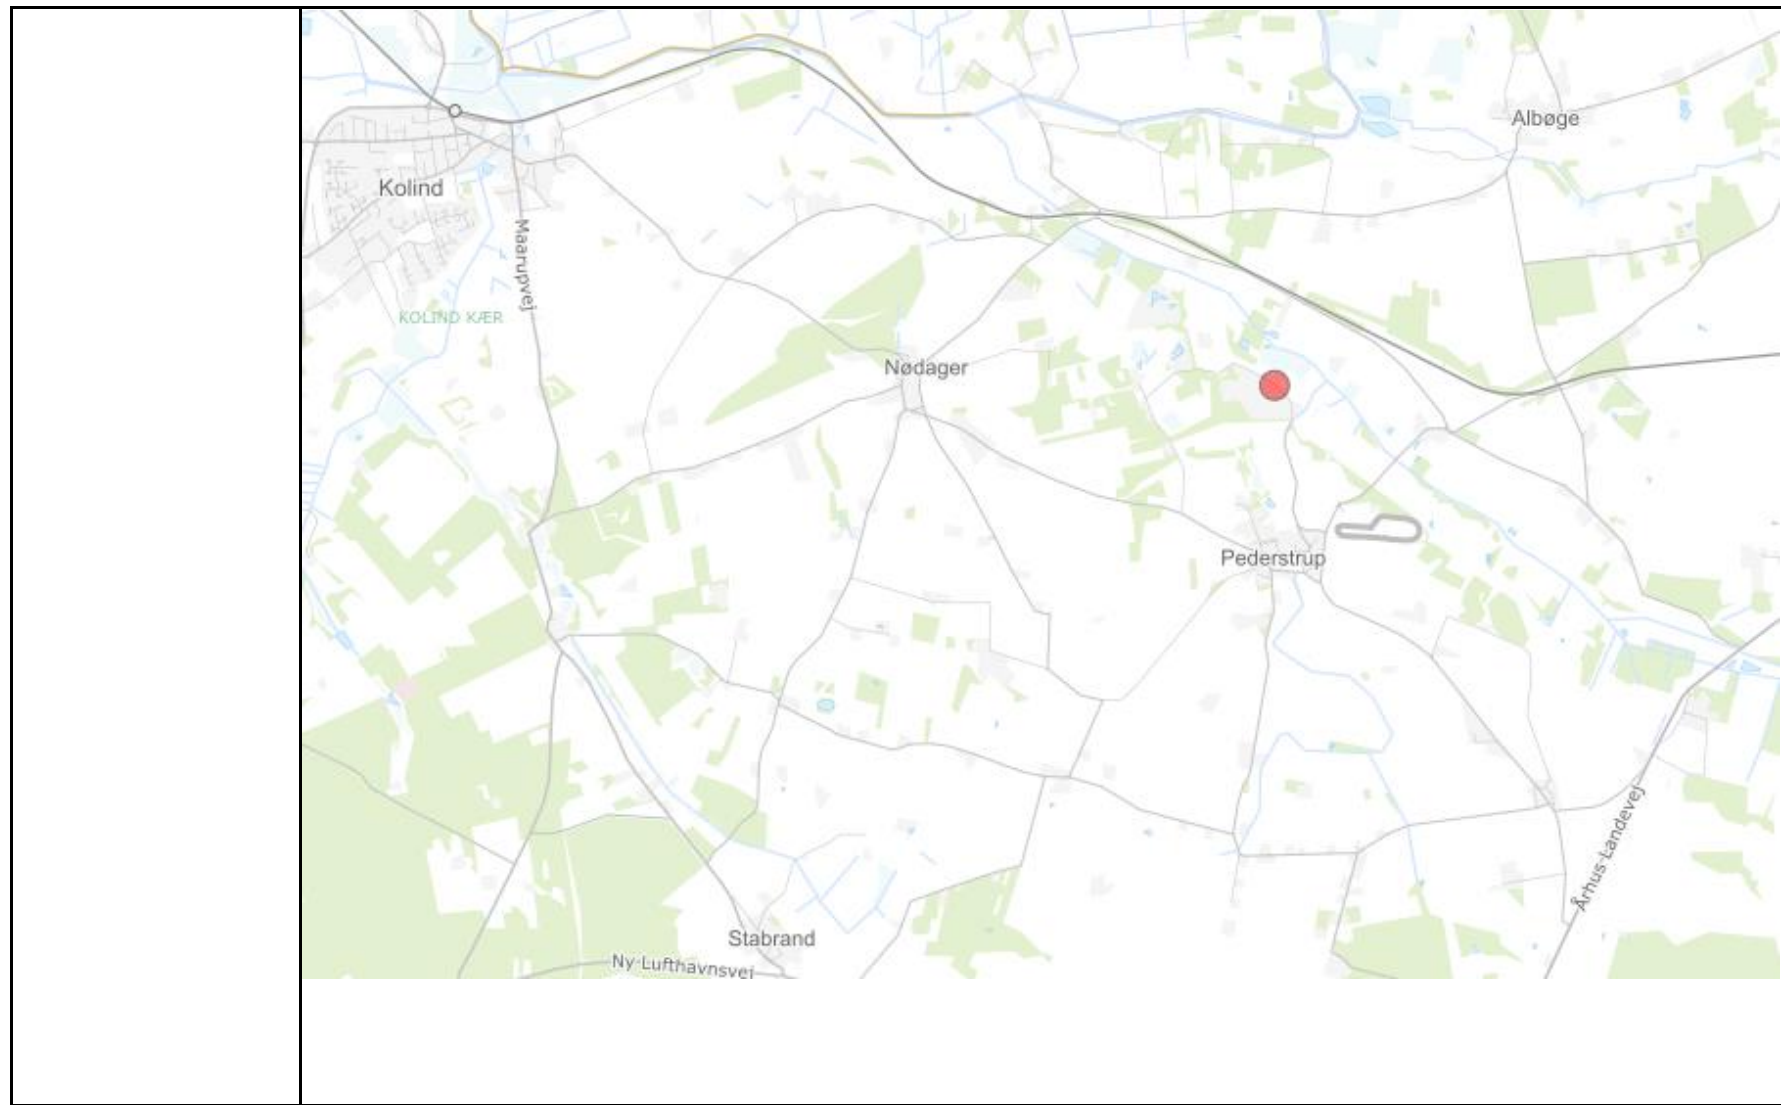 Albøge
Kolind
Maarupvej
KOLIND KÆR
Nødager
Pederstrup
Århus Landevej
Stabrand
Ny Lufthavnsvej